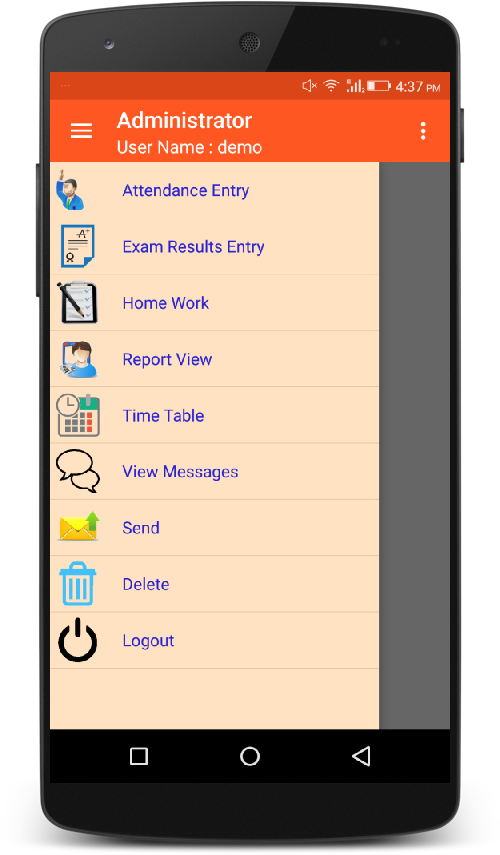 4:37 PM
Administrator
User Name : demo
Attendance Entry
A+
Exam Results Entry
Home Work
Report View
Time Table
View Messages
Send
Delete
Logout